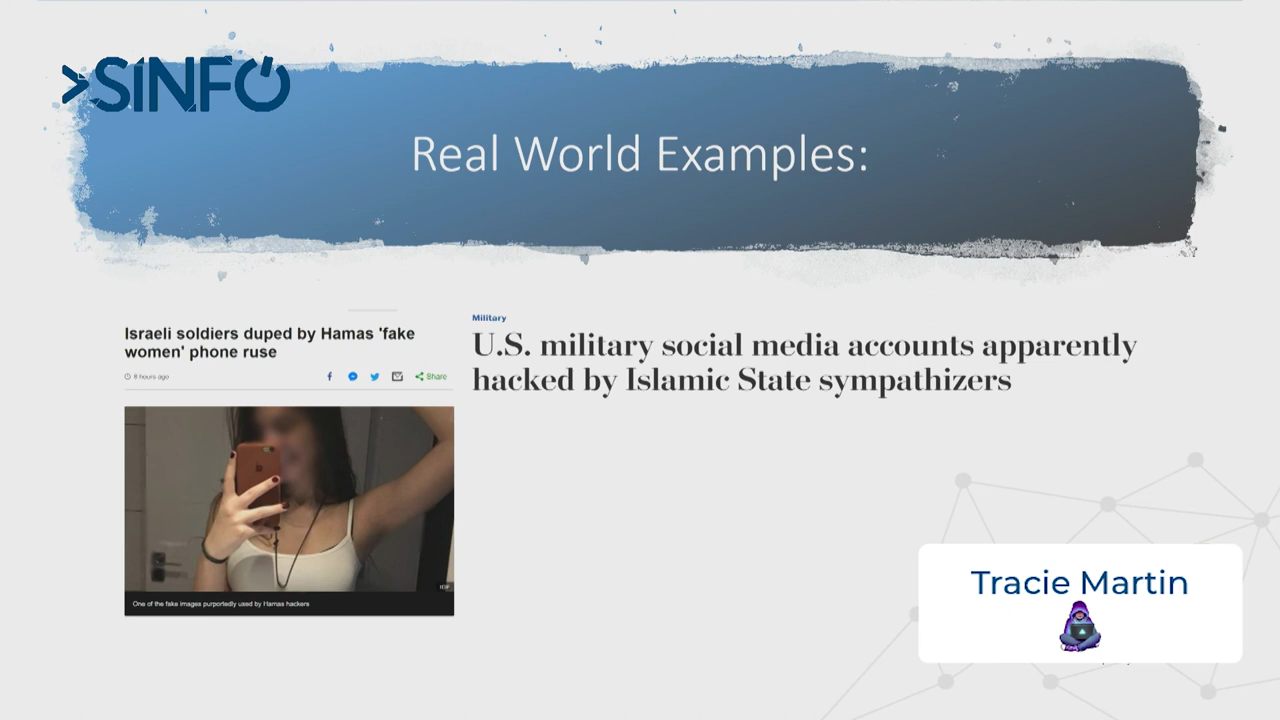 >SINFO
Real World Examples:
Israeli soldiers duped by Hamas 'fake
women' phone ruse
8 hours ago
Share
One of the fake images purportedly used by Hamas hackers
Military
U.S. military social media accounts apparently
hacked by Islamic State sympathizers
Tracie Martin